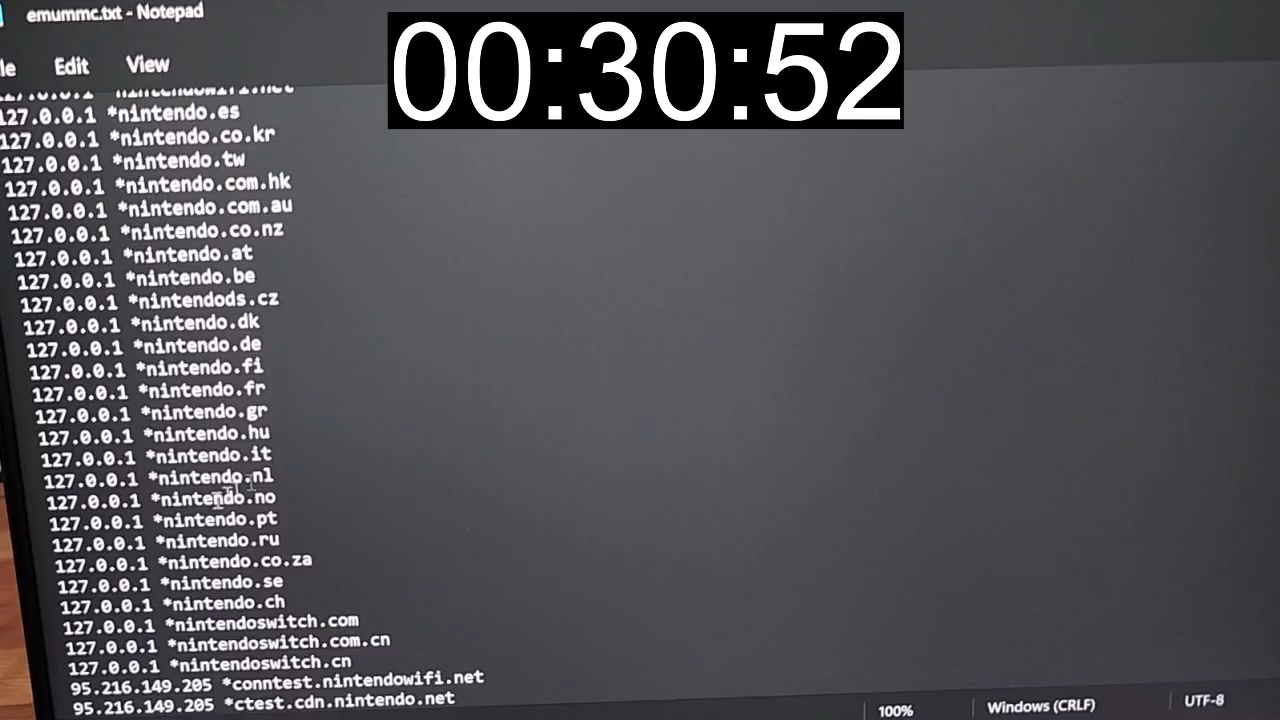 emummc.txt - Notepad
00:30:52
Edit View
127.0.0.1 *nintendo.es
127.0.0.1 *nintendo.co.kr
127.0.0.1 *nintendo.tw
127.0.0.1 *nintendo.com.hk
127.0.0.1 *nintendo.com.au
127.0.0.1 *nintendo.co.nz
127.0.0.1 *nintendo.at
127.0.0.1 *nintendo.be
127.0.0.1 *nintendods.cz
127.0.0.1 *nintendo.dk
127.0.0.1 *nintendo.de
127.0.0.1 *nintendo.fi
127.0.0.1 *nintendo.fr
127.0.0.1 *nintendo.gr
127.0.0.1 *nintendo.hu
127.0.0.1 *nintendo.it
127.0.0.1 *nintendo.nl
127.0.0.1 *nintendo.no
127.0.0.1 *nintendo.pt
127.0.0.1 *nintendo.ru
127.0.0.1 *nintendo.co.za
127.0.0.1 *nintendo.se
127.0.0.1 *nintendo.ch
127.0.0.1 *nintendoswitch.com
127.0.0.1 *nintendoswitch.com.cn
127.0.0.1 *nintendoswitch.cn
95.216.149.205 *conntest.nintendowifi.net
95.216.149.205 *ctest.cdn.nintendo.net
100% Windows (CRLF) UTF-8